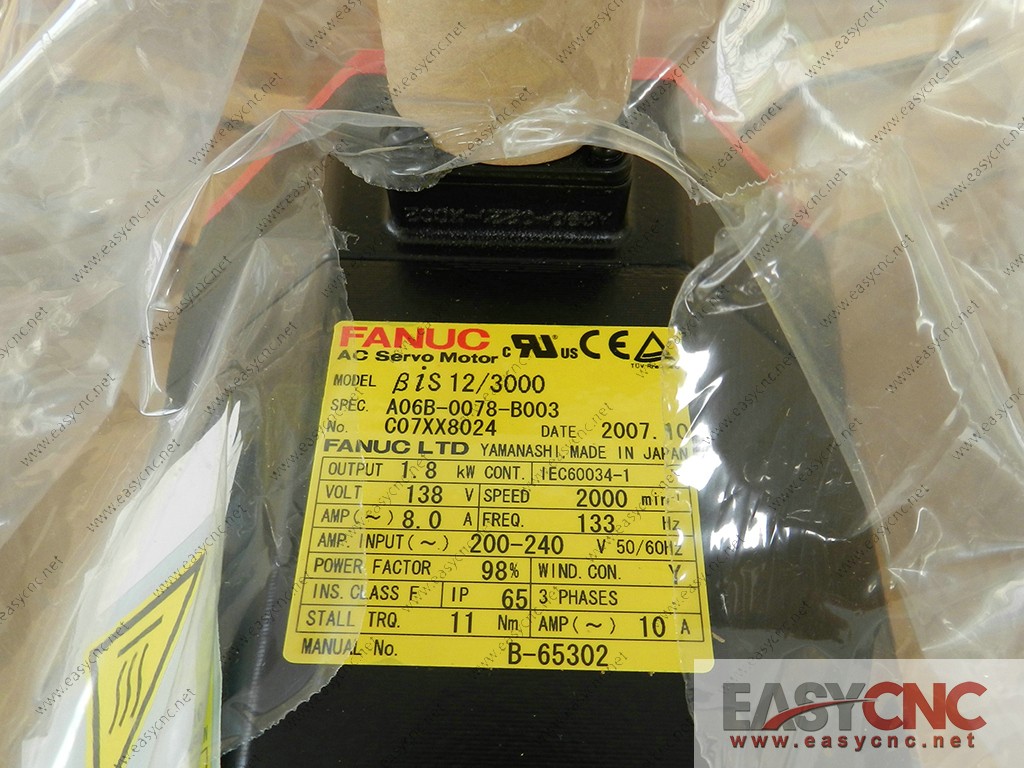 FANUC
AC Servo Motor c UR US CE
MODEL βiS 12/3000
SPEC. A06B-0078-B003
No. C07XX8024 DATE 2007.10
FANUC LTD YAMANASHI, MADE IN JAPAN
OUTPUT 1.8 kW CONT. IEC60034-1
VOLT 138 V SPEED 2000 min-1
AMP(~) 8.0 A FREQ. 133 Hz
AMP. INPUT(~) 200-240 V 50/60Hz
POWER FACTOR 98% WIND.CON. Y
INS.CLASS F IP 65 3 PHASES
STALL TRQ. 11 Nm AMP(~) 10 A
MANUAL No. B-65302
EASYCNC
www.easycnc.net